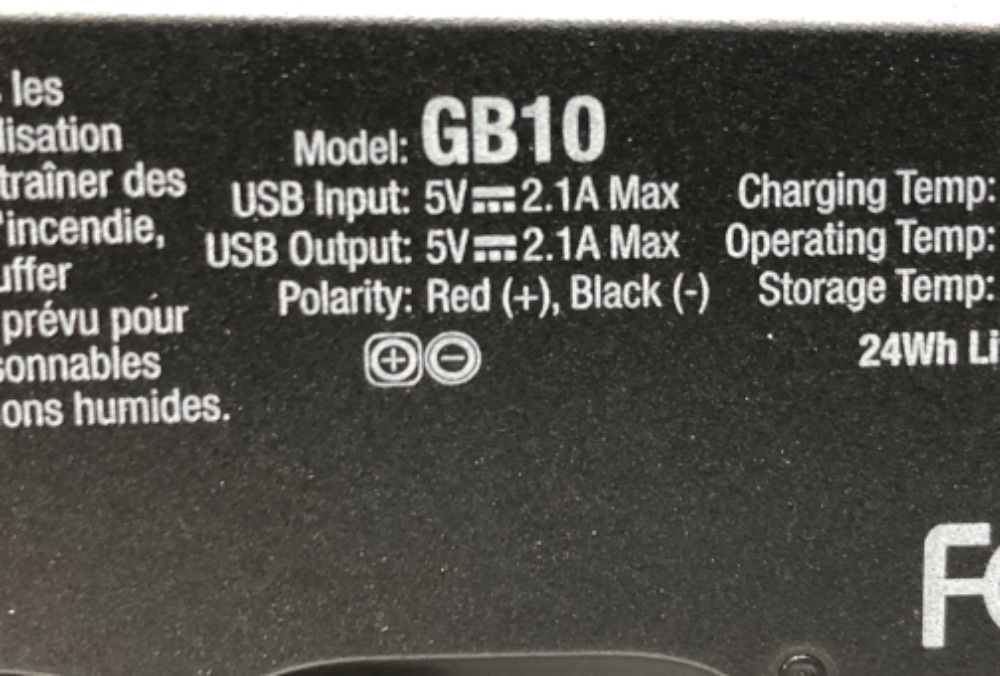 les
lisation
traîner des
'incendie,
uffer
prévu pour
sonnables
ons humides.
Model: GB10
USB Input: 5V⎓2.1A Max
USB Output: 5V⎓2.1A Max
Polarity: Red (+), Black (-)
Charging Temp:
Operating Temp:
Storage Temp:
24Wh Li
F